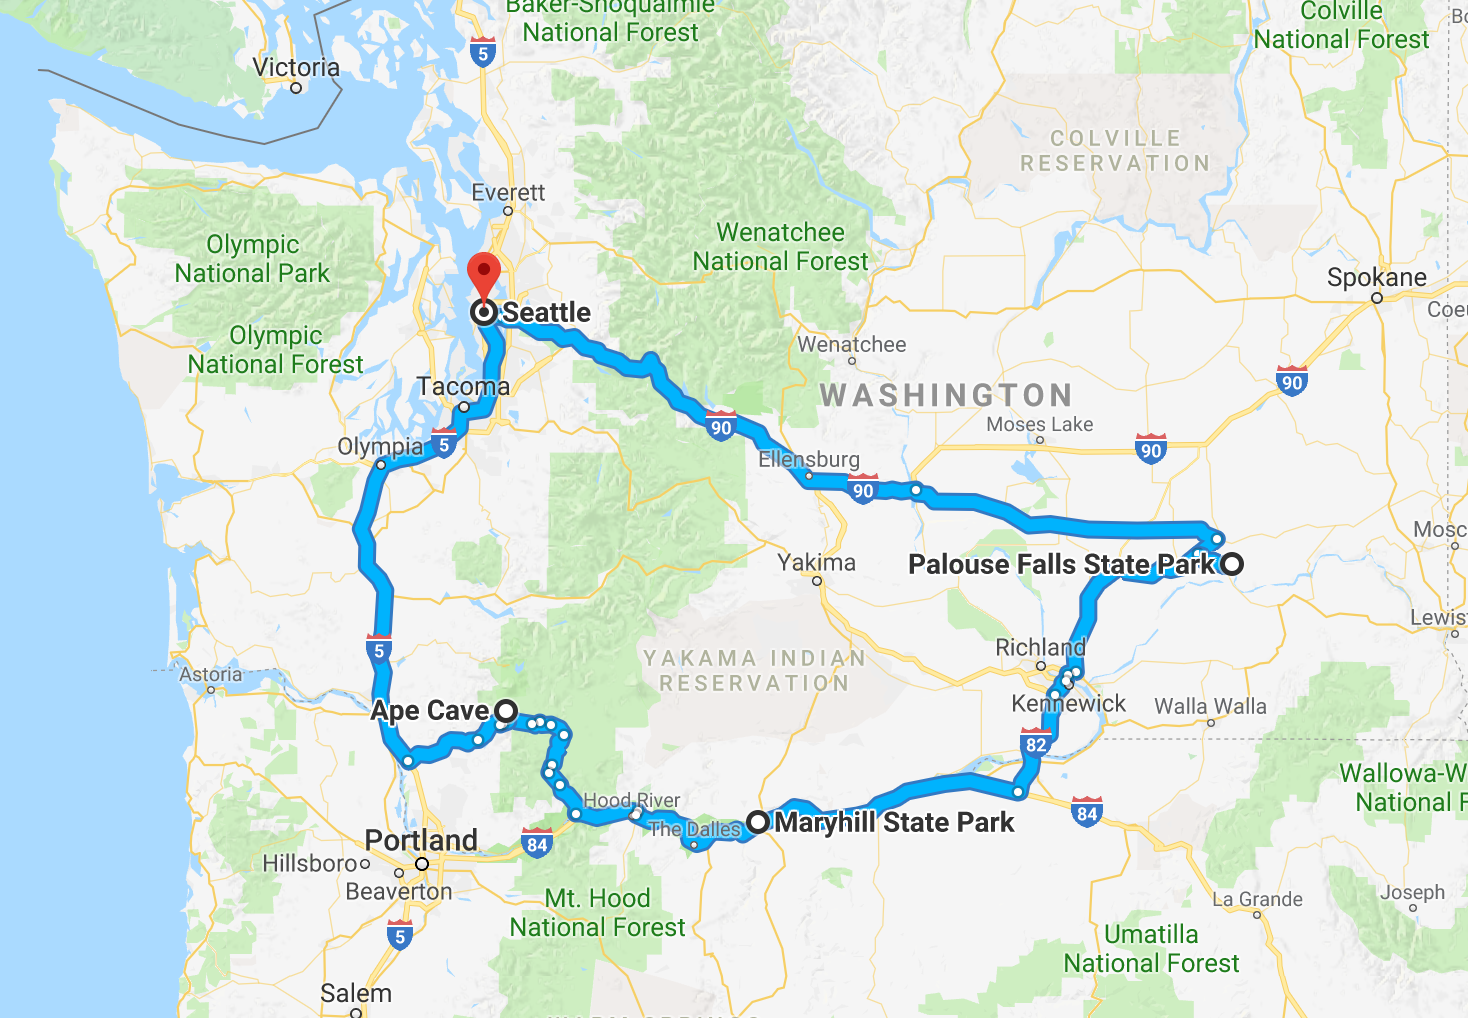 Baker-Snoqualmie
National Forest
Colville
National Forest
5
Victoria
COLVILLE
RESERVATION
Everett
Wenatchee
National Forest
Olympic
National Park
Spokane
Seattle
Olympic
National Forest
Wenatchee
Tacoma
90
WASHINGTON
Moses Lake
90
5
Olympia
90
Ellensburg
90
Mosc
Yakima
Palouse Falls State Park
Lewis
Richland
5
YAKAMA INDIAN
RESERVATION
Astoria
Ape Cave
Kennewick
Walla Walla
82
Wallowa-W
National F
Hood River
84
The Dalles
Maryhill State Park
84
Portland
Hillsboro
Beaverton
Mt. Hood
National Forest
La Grande
Joseph
5
Umatilla
National Forest
Salem